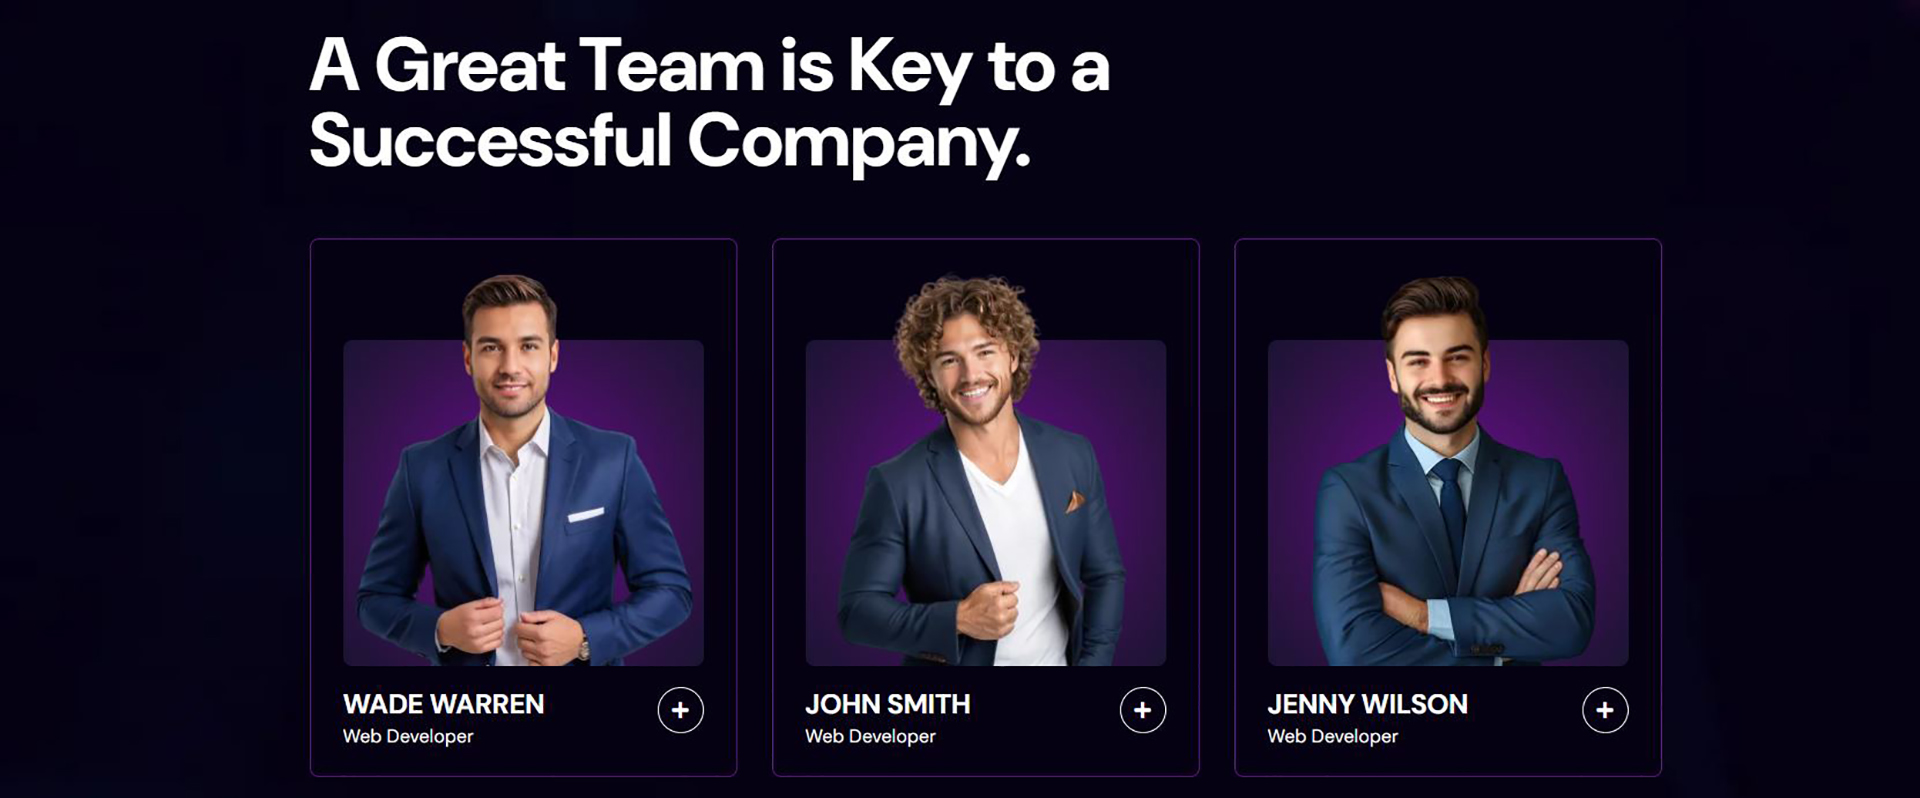 A Great Team is Key to a
Successful Company.
WADE WARREN
Web Developer
JOHN SMITH
Web Developer
JENNY WILSON
Web Developer